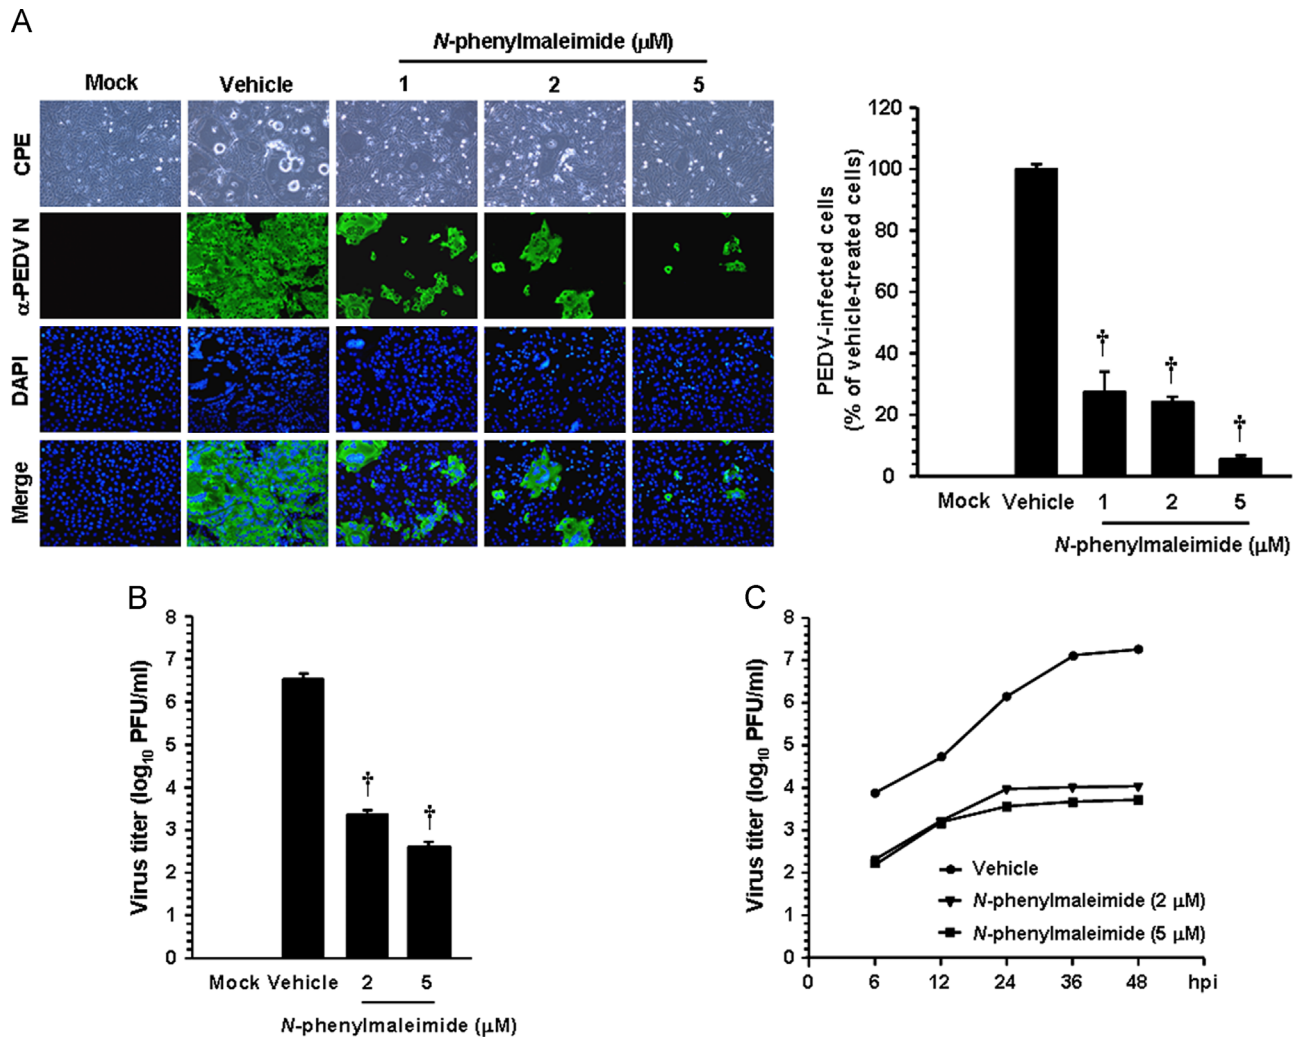 A
N-phenylmaleimide (μM)
Mock Vehicle 1 2 5
CPE
α-PEDV N
DAPI
Merge
PEDV-infected cells
(% of vehicle-treated cells)
120
100
80
60
40
20
0
† † †
Mock Vehicle 1 2 5
N-phenylmaleimide (μM)
B
Virus titer (log10 PFU/ml)
8
7
6
5
4
3
2
1
0
† †
Mock Vehicle 2 5
N-phenylmaleimide (μM)
C
Virus titer (log10 PFU/ml)
8
7
6
5
4
3
2
1
0
Vehicle
N-phenylmaleimide (2 μM)
N-phenylmaleimide (5 μM)
0 6 12 24 36 48 hpi